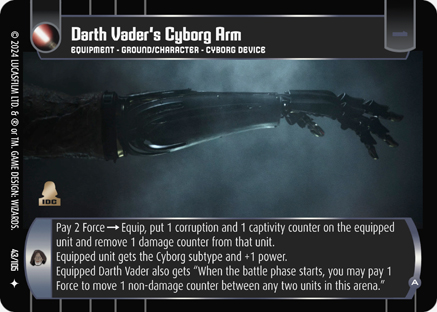 Darth Vader's Cyborg Arm
EQUIPMENT - GROUND/CHARACTER - CYBORG DEVICE
© 2024 LUCASFILM LTD. & ® or TM. GAME DESIGN: WIZARDS.
IDC
Pay 2 Force → Equip, put 1 corruption and 1 captivity counter on the equipped
unit and remove 1 damage counter from that unit.
Equipped unit gets the Cyborg subtype and +1 power.
Equipped Darth Vader also gets “When the battle phase starts, you may pay 1
Force to move 1 non-damage counter between any two units in this arena.”
43/105
A